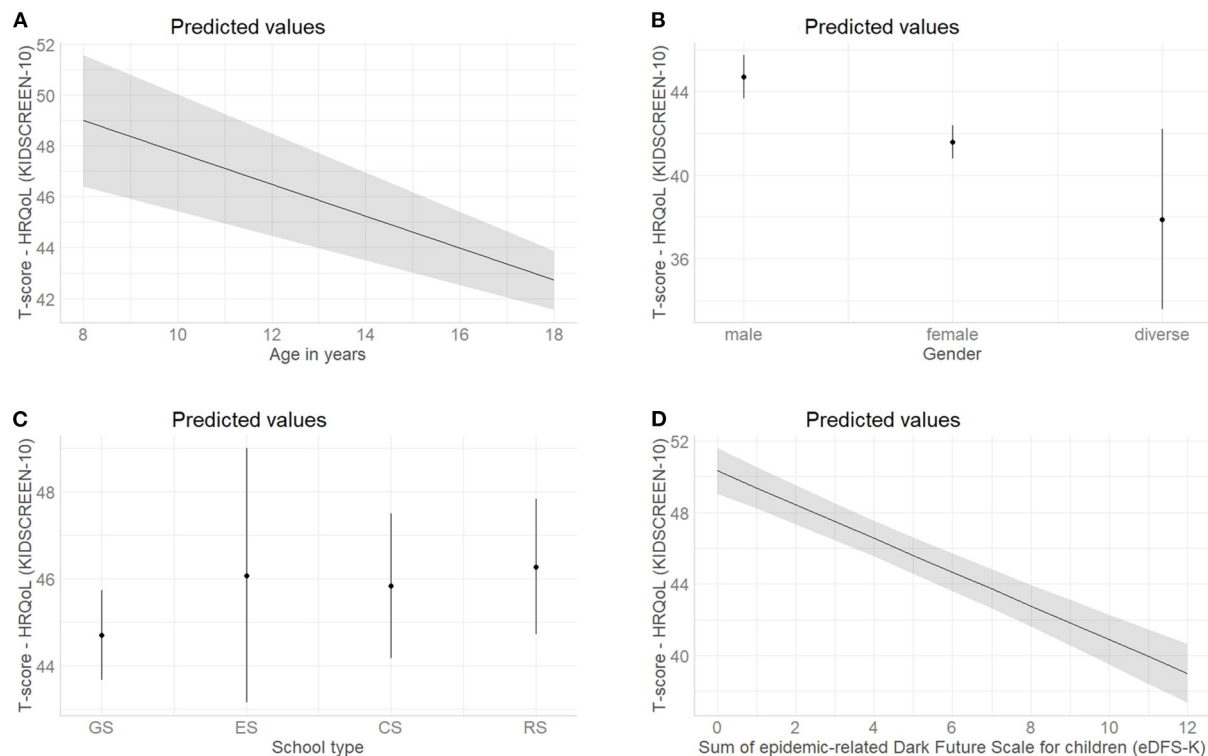 A
Predicted values
T-score - HRQoL (KIDSCREEN-10)
52
50
48
46
44
42
8 10 12 14 16 18
Age in years
B
Predicted values
T-score - HRQoL (KIDSCREEN-10)
44
40
36
male female diverse
Gender
C
Predicted values
T-score - HRQoL (KIDSCREEN-10)
48
46
44
GS ES CS RS
School type
D
Predicted values
T-score - HRQoL (KIDSCREEN-10)
52
48
44
40
0 2 4 6 8 10 12
Sum of epidemic-related Dark Future Scale for children (eDFS-K)